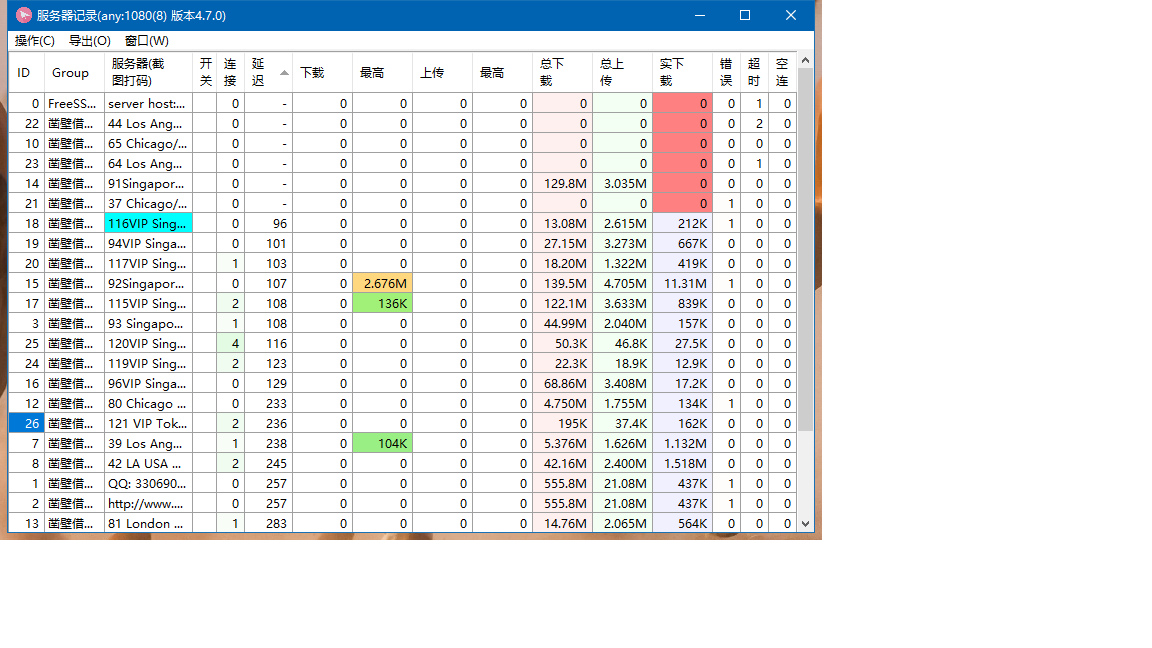 服务器记录(any:1080(8) 版本4.7.0)
操作(C) 导出(O) 窗口(W)
ID Group 服务器(截图打码) 开关 连接 延迟 下载 最高 上传 最高 总下载 总上传 实下载 错误 超时 空连
0 FreeSS... server host:... 0 - 0 0 0 0 0 0 0 0 1 0
22 凿壁借... 44 Los Ang... 0 - 0 0 0 0 0 0 0 0 2 0
10 凿壁借... 65 Chicago/... 0 - 0 0 0 0 0 0 0 0 0 0
23 凿壁借... 64 Los Ang... 0 - 0 0 0 0 0 0 0 0 1 0
14 凿壁借... 91Singapor... 0 - 0 0 0 0 129.8M 3.035M 0 0 0 0
21 凿壁借... 37 Chicago/... 0 - 0 0 0 0 0 0 0 1 0 0
18 凿壁借... 116VIP Sing... 0 96 0 0 0 0 13.08M 2.615M 212K 1 0 0
19 凿壁借... 94VIP Singa... 0 101 0 0 0 0 27.15M 3.273M 667K 0 0 0
20 凿壁借... 117VIP Sing... 1 103 0 0 0 0 18.20M 1.322M 419K 0 0 0
15 凿壁借... 92Singapor... 0 107 0 2.676M 0 0 139.5M 4.705M 11.31M 1 0 0
17 凿壁借... 115VIP Sing... 2 108 0 136K 0 0 122.1M 3.633M 839K 0 0 0
3 凿壁借... 93 Singapo... 1 108 0 0 0 0 44.99M 2.040M 157K 0 0 0
25 凿壁借... 120VIP Sing... 4 116 0 0 0 0 50.3K 46.8K 27.5K 0 0 0
24 凿壁借... 119VIP Sing... 2 123 0 0 0 0 22.3K 18.9K 12.9K 0 0 0
16 凿壁借... 96VIP Singa... 0 129 0 0 0 0 68.86M 3.408M 17.2K 0 0 0
12 凿壁借... 80 Chicago ... 0 233 0 0 0 0 4.750M 1.755M 134K 1 0 0
26 凿壁借... 121 VIP Tok... 2 236 0 0 0 0 195K 37.4K 162K 0 0 0
7 凿壁借... 39 Los Ang... 1 238 0 104K 0 0 5.376M 1.626M 1.132M 0 0 0
8 凿壁借... 42 LA USA ... 2 245 0 0 0 0 42.16M 2.400M 1.518M 0 0 0
1 凿壁借... QQ: 330690... 0 257 0 0 0 0 555.8M 21.08M 437K 1 0 0
2 凿壁借... http://www.... 0 257 0 0 0 0 555.8M 21.08M 437K 1 0 0
13 凿壁借... 81 London ... 1 283 0 0 0 0 14.76M 2.065M 564K 0 0 0